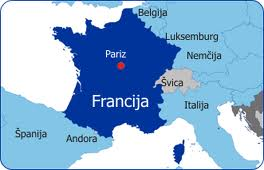 Belgija
Luksemburg
Pariz
Nemčija
Švica
Francija
Italija
Španija
Andora